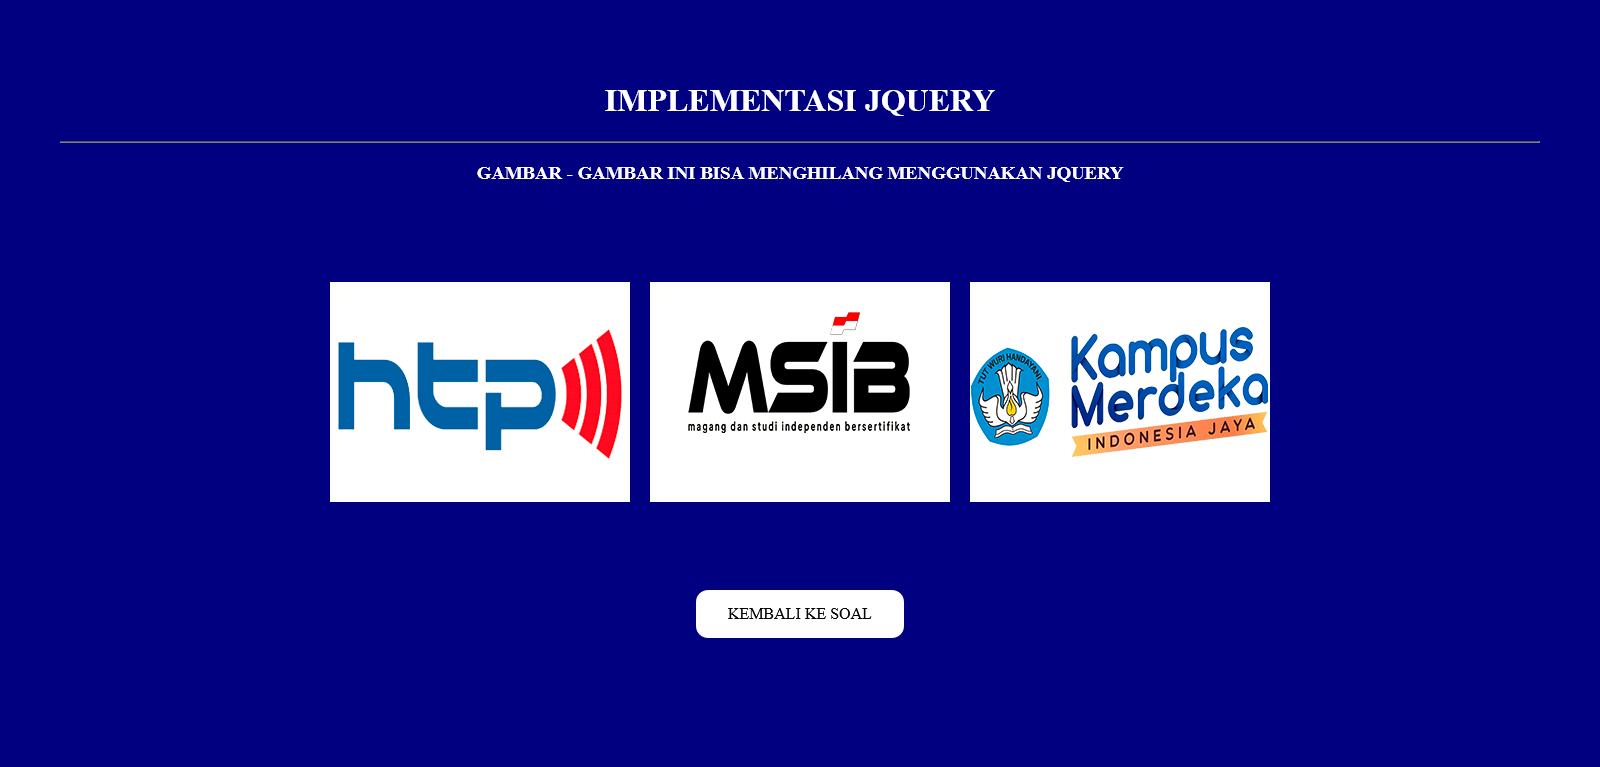 IMPLEMENTASI JQUERY
GAMBAR - GAMBAR INI BISA MENGHILANG MENGGUNAKAN JQUERY
htp
MSIB
magang dan studi independen bersertifikat
TUT WURI HANDAYANI
Kampus
Merdeka
INDONESIA JAYA
KEMBALI KE SOAL